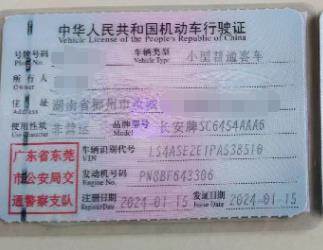 中华人民共和国机动车行驶证
Vehicle License of the People's Republic of China
号牌号码 车辆类型 小型普通客车
Plate No. Vehicle Type
所有人
Owner
住址 湖南省郴州市
Address
使用性质 非营运 品牌型号 长安牌SC6454AAA6
Use Character Model
广东省东莞
市公安局交
通警察支队
车辆识别代号 LS4ASE2E1PA538516
VIN
发动机号码 PN8BF643306
Engine No.
注册日期 2024-01-15 发证日期 2024-01-15
Register Date Issue Date